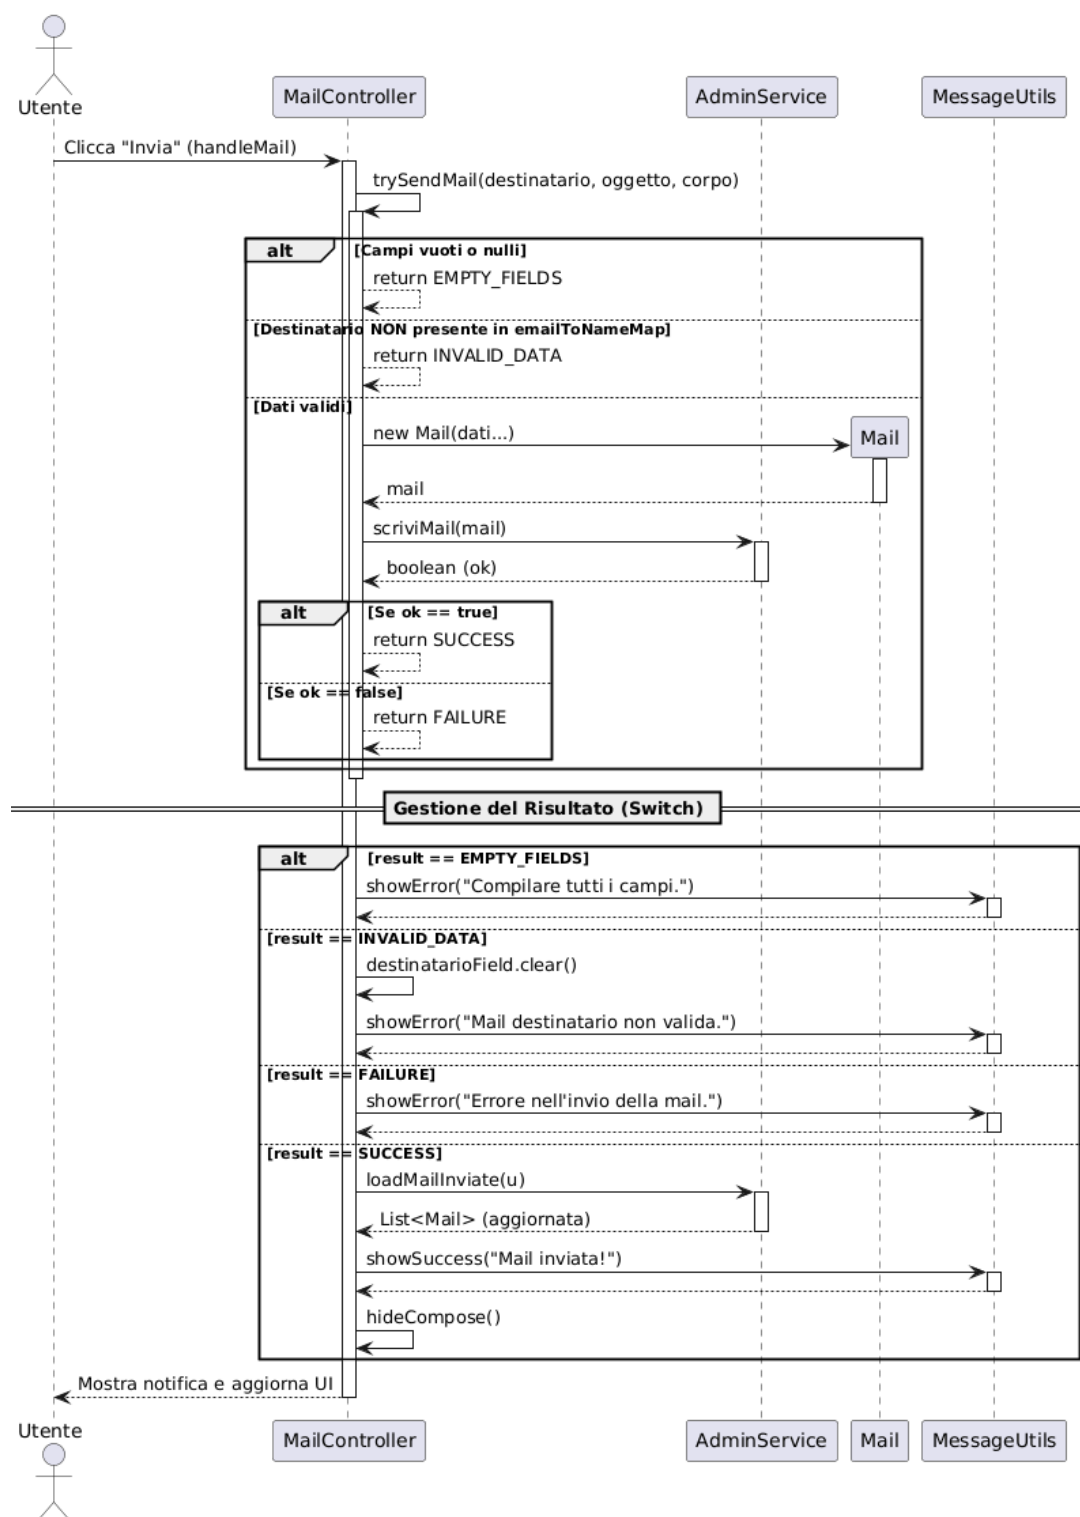 Utente
MailController
AdminService
MessageUtils
Clicca "Invia" (handleMail)
trySendMail(destinatario, oggetto, corpo)
alt
[Campi vuoti o nulli]
return EMPTY_FIELDS
[Destinatario NON presente in emailToNameMap]
return INVALID_DATA
[Dati validi]
new Mail(dati...)
Mail
mail
scriviMail(mail)
boolean (ok)
alt
[Se ok == true]
return SUCCESS
[Se ok == false]
return FAILURE
Gestione del Risultato (Switch)
alt
[result == EMPTY_FIELDS]
showError("Compilare tutti i campi.")
[result == INVALID_DATA]
destinatarioField.clear()
showError("Mail destinatario non valida.")
[result == FAILURE]
showError("Errore nell'invio della mail.")
[result == SUCCESS]
loadMailInviate(u)
List<Mail> (aggiornata)
showSuccess("Mail inviata!")
hideCompose()
Mostra notifica e aggiorna UI
Utente
MailController
AdminService
Mail
MessageUtils